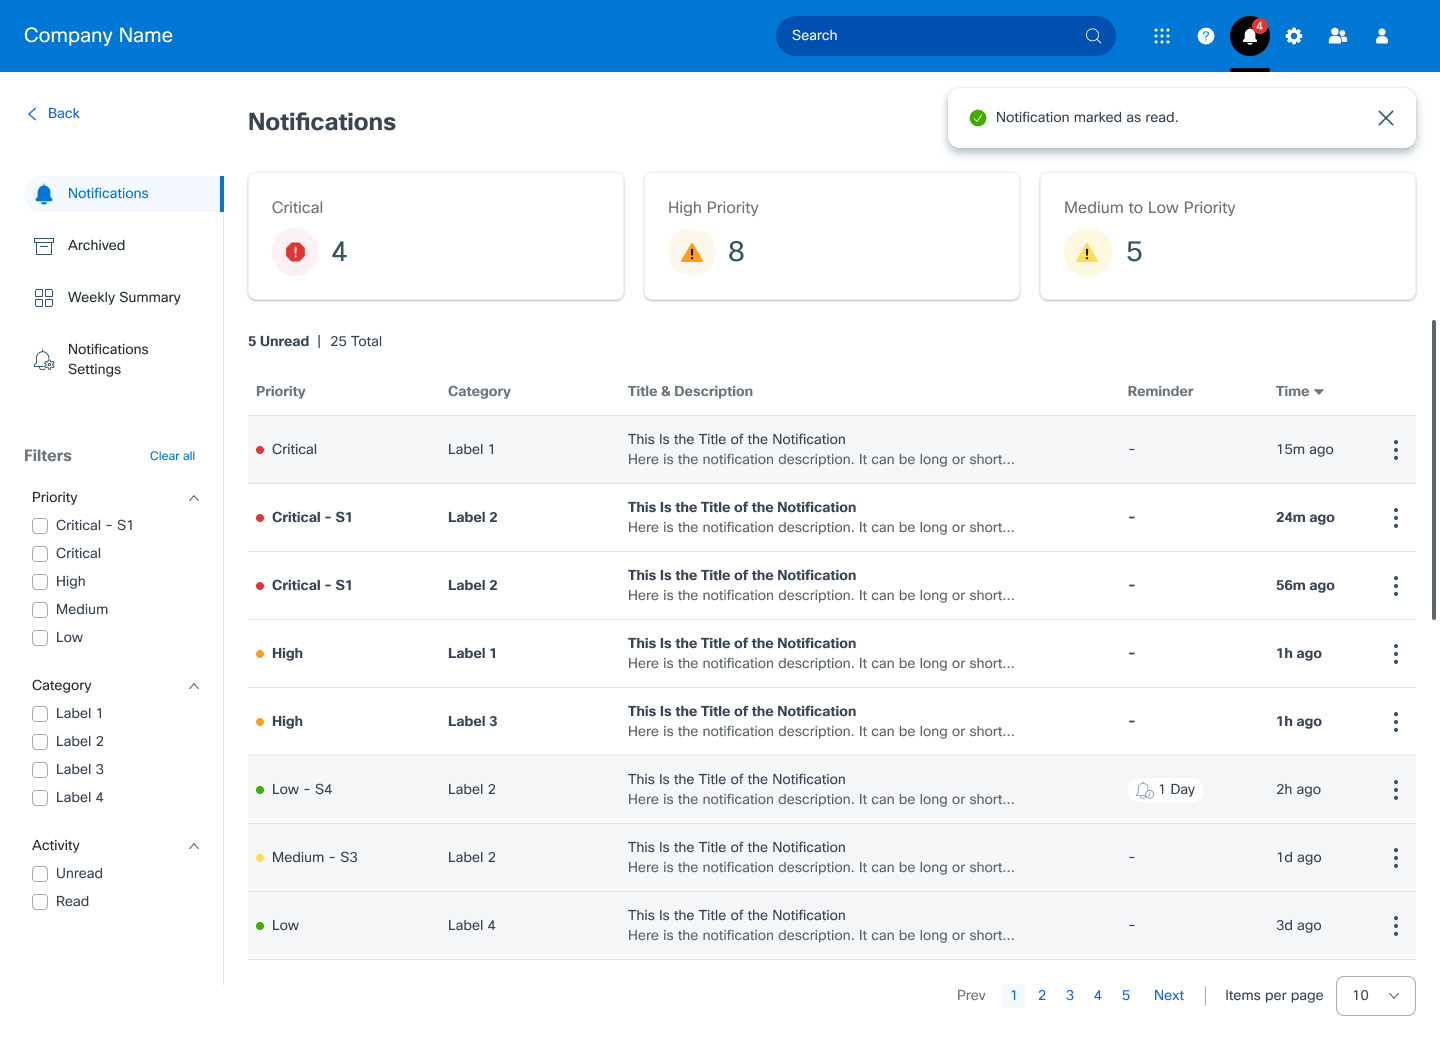 Company Name
Search
4
Back
Notifications
Notification marked as read.
Notifications
Archived
Weekly Summary
Notifications
Settings
Critical
4
High Priority
8
Medium to Low Priority
5
5 Unread | 25 Total
Priority Category Title & Description Reminder Time
Critical Label 1 This Is the Title of the Notification - 15m ago
Here is the notification description. It can be long or short...
Critical - S1 Label 2 This Is the Title of the Notification - 24m ago
Here is the notification description. It can be long or short...
Critical - S1 Label 2 This Is the Title of the Notification - 56m ago
Here is the notification description. It can be long or short...
High Label 1 This Is the Title of the Notification - 1h ago
Here is the notification description. It can be long or short...
High Label 3 This Is the Title of the Notification - 1h ago
Here is the notification description. It can be long or short...
Low - S4 Label 2 This Is the Title of the Notification 1 Day 2h ago
Here is the notification description. It can be long or short...
Medium - S3 Label 2 This Is the Title of the Notification - 1d ago
Here is the notification description. It can be long or short...
Low Label 4 This Is the Title of the Notification - 3d ago
Here is the notification description. It can be long or short...
Filters Clear all
Priority
Critical - S1
Critical
High
Medium
Low
Category
Label 1
Label 2
Label 3
Label 4
Activity
Unread
Read
Prev 1 2 3 4 5 Next | Items per page 10